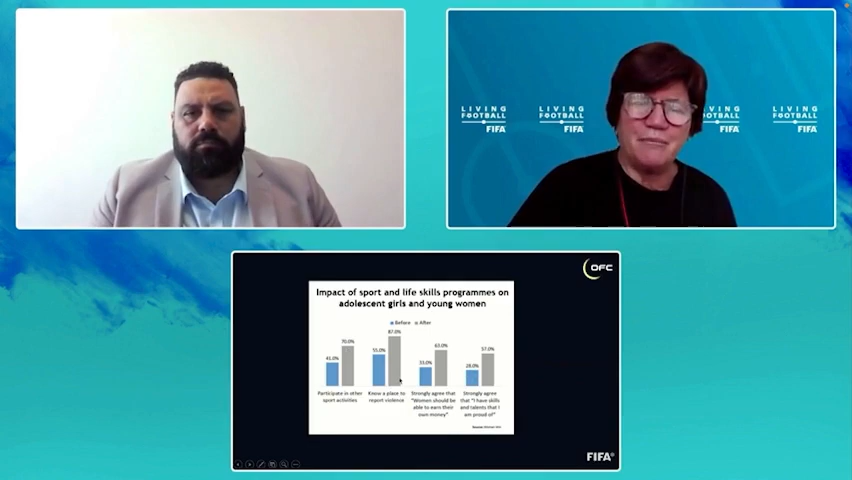 LIVING
FOOTBALL
FIFA
LIVING
FOOTBALL
FIFA
LIVING
FOOTBALL
FIFA
LIVING
FOOTBALL
FIFA
OFC
Impact of sport and life skills programmes on
adolescent girls and young women
Before After
41.0% 70.0% 55.0% 87.0% 33.0% 63.0% 28.0% 57.0%
Participate in other
sport activities
Know a place to
report violence
Strongly agree that
"Women should be
able to earn their
own money"
Strongly agree
that "I have skills
and talents that I
am proud of"
FIFA